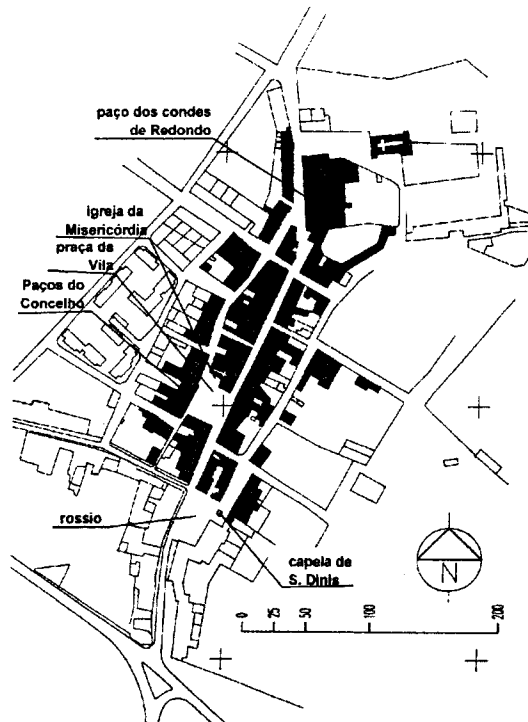 paço dos condes
de Redondo
igreja da
Misericórdia
praça da
Vila
Paços do
Concelho
rossio
capela de
S. Dinis
N
0 25 50 100 200